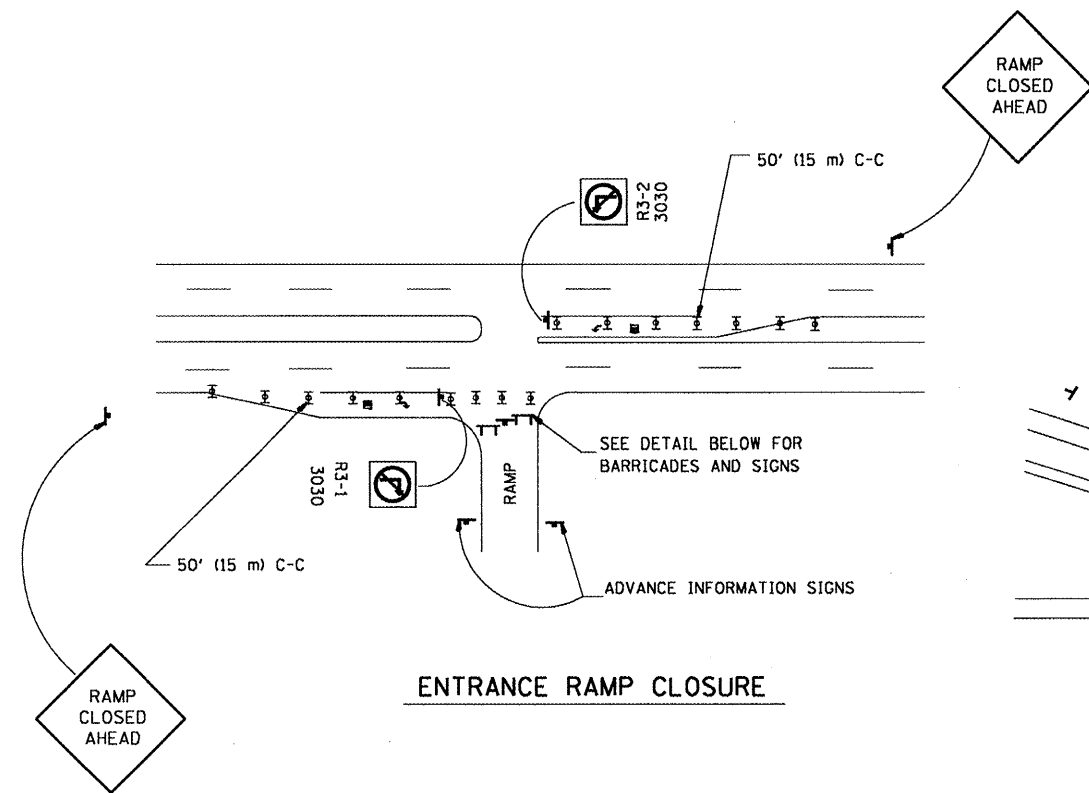 RAMP
CLOSED
AHEAD
50' (15 m) C-C
R3-2
3030
SEE DETAIL BELOW FOR
BARRICADES AND SIGNS
R3-1
3030
RAMP
50' (15 m) C-C
ADVANCE INFORMATION SIGNS
RAMP
CLOSED
AHEAD
ENTRANCE RAMP CLOSURE